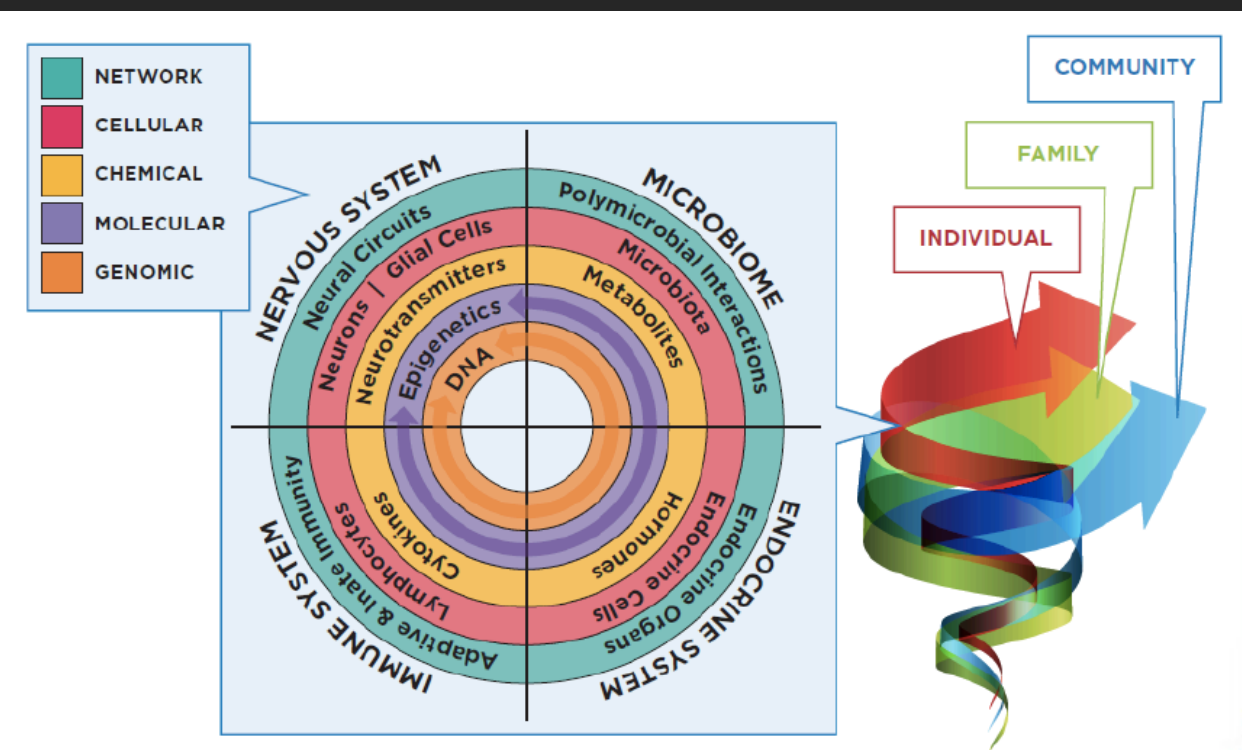 NETWORK
CELLULAR
CHEMICAL
MOLECULAR
GENOMIC
NERVOUS SYSTEM
Neural Circuits
Neurons | Glial Cells
Neurotransmitters
Epigenetics
DNA
MICROBIOME
Polymicrobial Interactions
Microbiota
Metabolites
IMMUNE SYSTEM
Adaptive & Inate Immunity
Lymphocytes
Cytokines
ENDOCRINE SYSTEM
Endocrine Organs
Endocrine Cells
Hormones
COMMUNITY
FAMILY
INDIVIDUAL